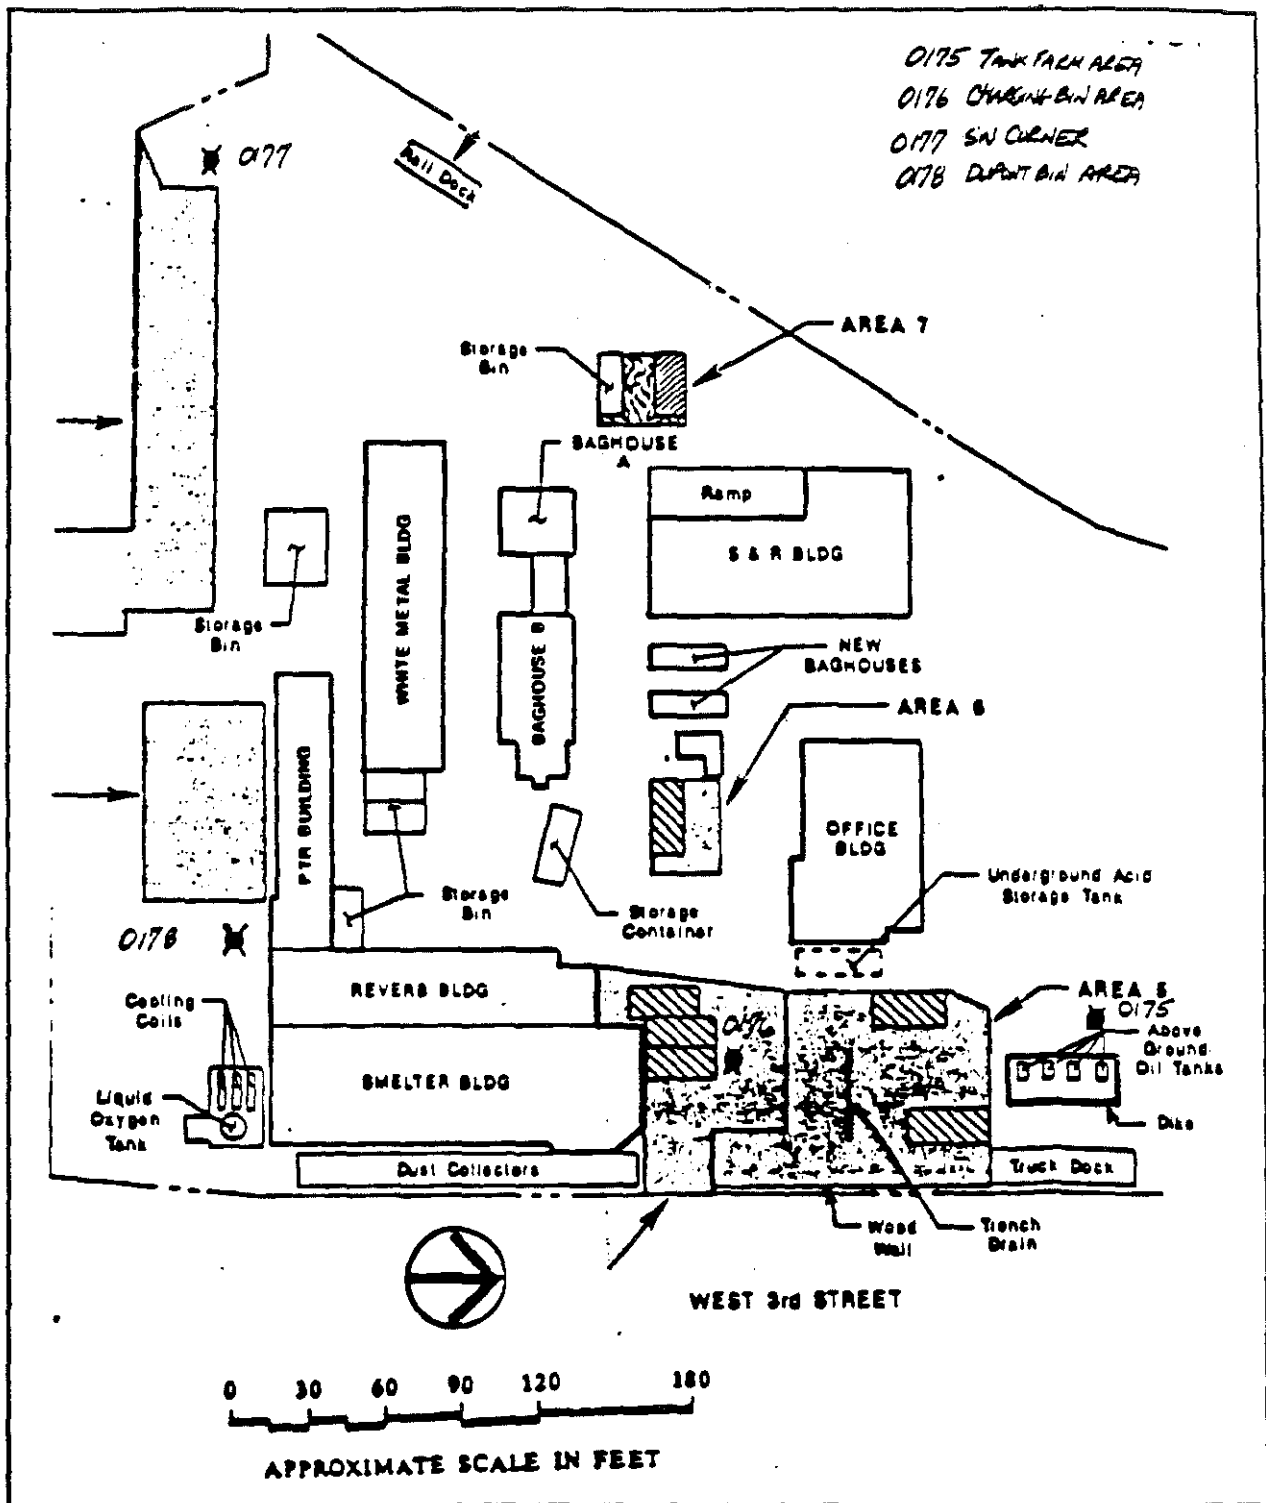 0175 TANK FARM AREA
0176 CHARGING BIN AREA
0177 SW CORNER
0178 DUPONT BIN AREA
0177
Rail Dock
AREA 7
Storage
Bin
BAGHOUSE
A
Ramp
S & R BLDG
WHITE METAL BLDG
Storage
Bin
BAGHOUSE B
NEW
BAGHOUSES
AREA 6
PTR BUILDING
OFFICE
BLDG
Underground Acid
Storage Tank
Storage
Bin
Storage
Container
0178
REVERB BLDG
AREA 5
0175
Cooling
Coils
0176
Above
Ground
Oil Tanks
SMELTER BLDG
Liquid
Oxygen
Tank
Dike
Dust Collectors
Truck Dock
Wood
Wall
Trench
Drain
WEST 3rd STREET
0 30 60 90 120 180
APPROXIMATE SCALE IN FEET